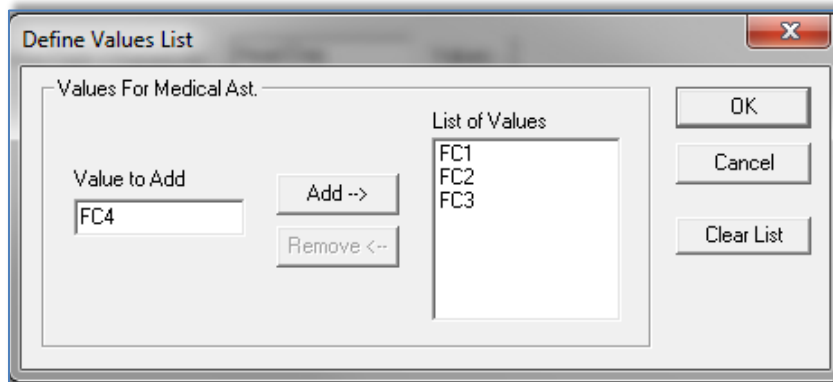 Define Values List
Values For Medical Ast.
List of Values
FC1
FC2
FC3
Value to Add
FC4
Add -->
Remove <--
OK
Cancel
Clear List